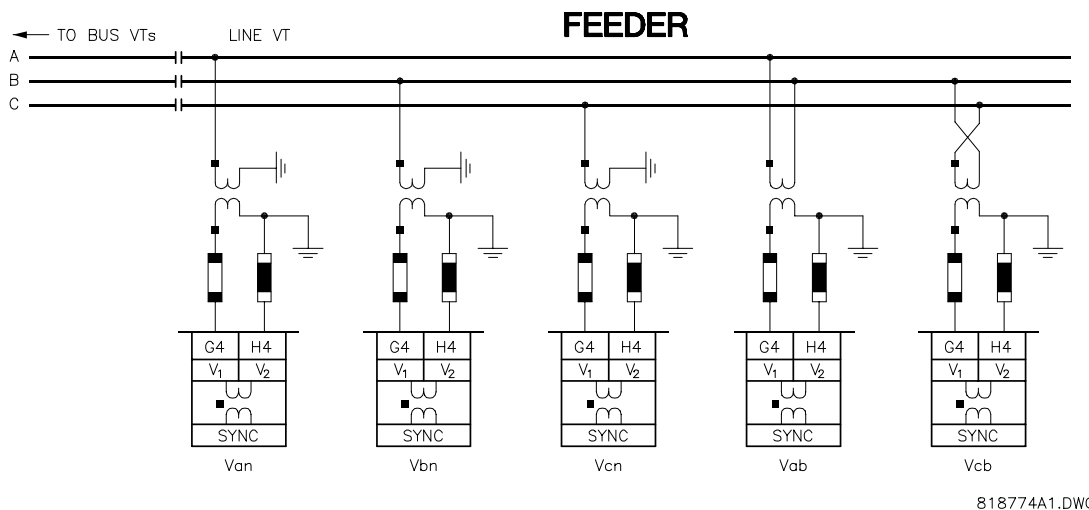 FEEDER
TO BUS VTs LINE VT
A
B
C
G4 H4 G4 H4 G4 H4 G4 H4 G4 H4
V1 V2 V1 V2 V1 V2 V1 V2 V1 V2
SYNC SYNC SYNC SYNC SYNC
Van Vbn Vcn Vab Vcb
818774A1.DWG